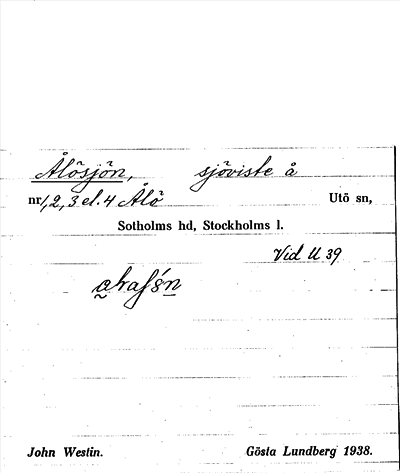 Ålösjön, sjöviste å
nr 1, 2, 3 el. 4 Ålö Utö sn,
Sotholms hd, Stockholms l.
Vid U 39
John Westin. Gösta Lundberg 1938.